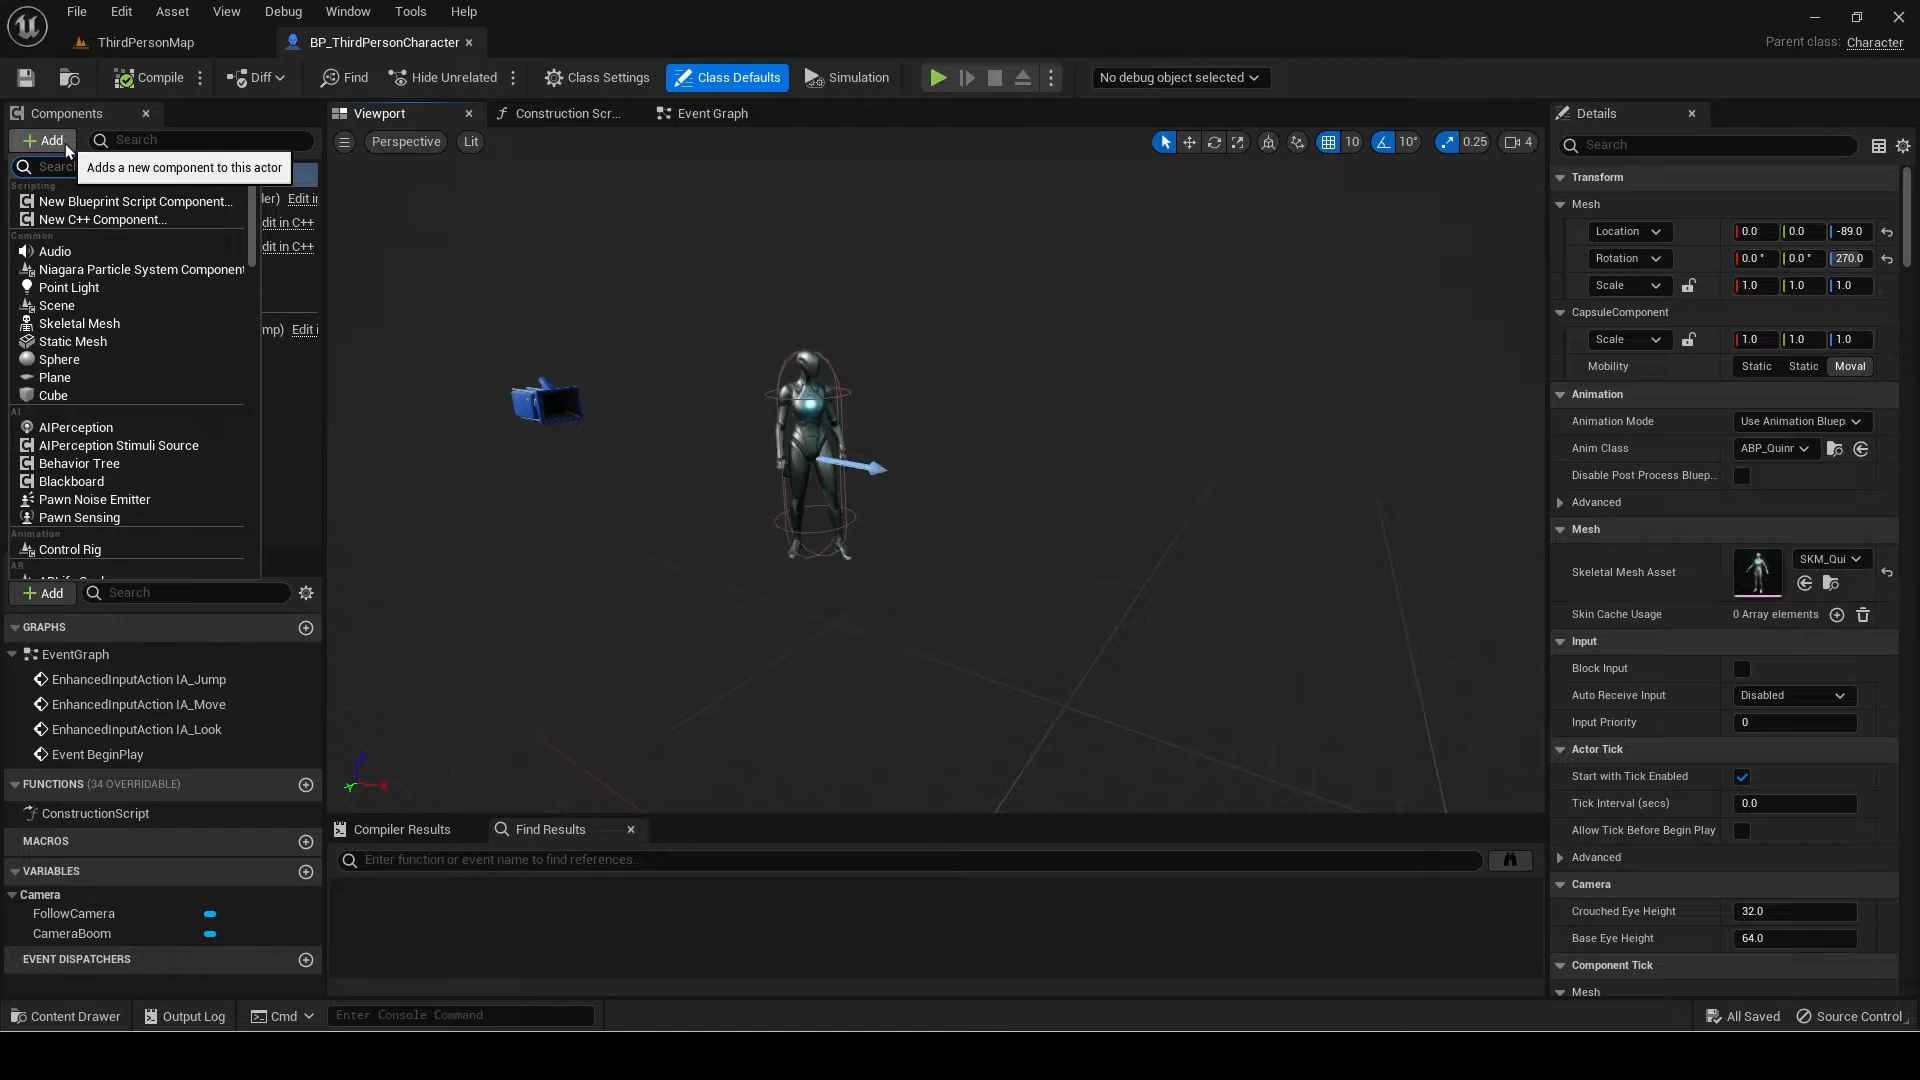 File Edit Asset View Debug Window Tools Help
ThirdPersonMap
BP_ThirdPersonCharacter
Parent class: Character
Compile
Diff
Find
Hide Unrelated
Class Settings
Class Defaults
Simulation
No debug object selected
Components
Add
Search
Searc
Adds a new component to this actor
Scripting
New Blueprint Script Component...
New C++ Component...
Common
Audio
Niagara Particle System Component
Point Light
Scene
Skeletal Mesh
Static Mesh
Sphere
Plane
Cube
AI
AIPerception
AIPerception Stimuli Source
Behavior Tree
Blackboard
Pawn Noise Emitter
Pawn Sensing
Animation
Control Rig
AR
ler) Edit i
dit in C++
dit in C++
mp) Edit i
Add
Search
GRAPHS
EventGraph
EnhancedInputAction IA_Jump
EnhancedInputAction IA_Move
EnhancedInputAction IA_Look
Event BeginPlay
FUNCTIONS (34 OVERRIDABLE)
ConstructionScript
MACROS
VARIABLES
Camera
FollowCamera
CameraBoom
EVENT DISPATCHERS
Viewport
Construction Scr...
Event Graph
Perspective
Lit
10
10°
0.25
4
Compiler Results
Find Results
Enter function or event name to find references...
Details
Search
Transform
Mesh
Location 0.0 0.0 -89.0
Rotation 0.0 ° 0.0 ° 270.0
Scale 1.0 1.0 1.0
CapsuleComponent
Scale 1.0 1.0 1.0
Mobility Static Static Moval
Animation
Animation Mode Use Animation Bluep
Anim Class ABP_Quinr
Disable Post Process Bluep...
Advanced
Mesh
Skeletal Mesh Asset SKM_Qui
Skin Cache Usage 0 Array elements
Input
Block Input
Auto Receive Input Disabled
Input Priority 0
Actor Tick
Start with Tick Enabled
Tick Interval (secs) 0.0
Allow Tick Before Begin Play
Advanced
Camera
Crouched Eye Height 32.0
Base Eye Height 64.0
Component Tick
Mesh
Content Drawer
Output Log
Cmd
Enter Console Command
All Saved
Source Control